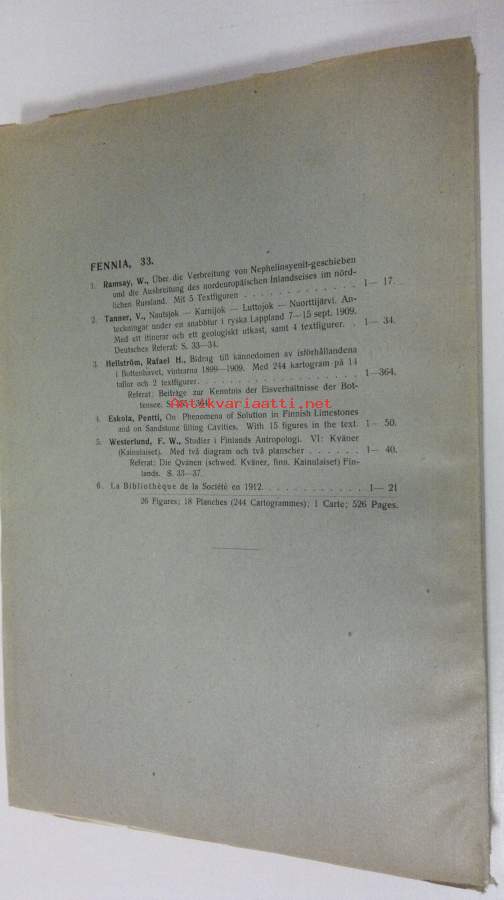 FENNIA, 33.
1. Ramsay, W., Über die Verbreitung von Nephelinsyenit-geschieben
und die Ausbreitung des nordeuropäischen Inlandseises im nörd-
lichen Russland. Mit 5 Textfiguren . . . . . . . . . . . . . 1— 17.
2. Tanner, V., Nautsjok — Karnijok — Luttojok — Nuorttijärvi. An-
teckningar under en snabbtur i ryska Lappland 7—15 sept. 1909.
Med ett itinerar och ett geologiskt utkast, samt 4 textfigurer. . . 1— 34.
Deutsches Referat: S. 33—34.
3. Hellström, Rafael H., Bidrag till kännedomen av isförhållandena
i Bottenhavet, vintrarna 1899—1909. Med 244 kartogram på 14
tavlor och 2 textfigurer. . . . . . . . . . . . . . . . . . . 1—364.
Referat: Beiträge zur Kenntnis der Eisverhältnisse der Bot-
tensee. S.
Antikvariaatti.net
4. Eskola, Pentti, On Phenomena of Solution in Finnish Limestones
and on Sandstone filling Cavities. With 15 figures in the text. 1— 50.
5. Westerlund, F. W., Studier i Finlands Antropologi. VI: Kväner
(Kainulaiset). Med två diagram och två planscher . . . . . . 1— 40.
Referat: Die Qvänen (schwed. Kväner, finn. Kainulaiset) Fin-
lands. S. 33—37.
6. La Bibliothèque de la Société en 1912. . . . . . . . . . . . . 1— 21
26 Figures; 18 Planches (244 Cartogrammes); 1 Carte; 526 Pages.